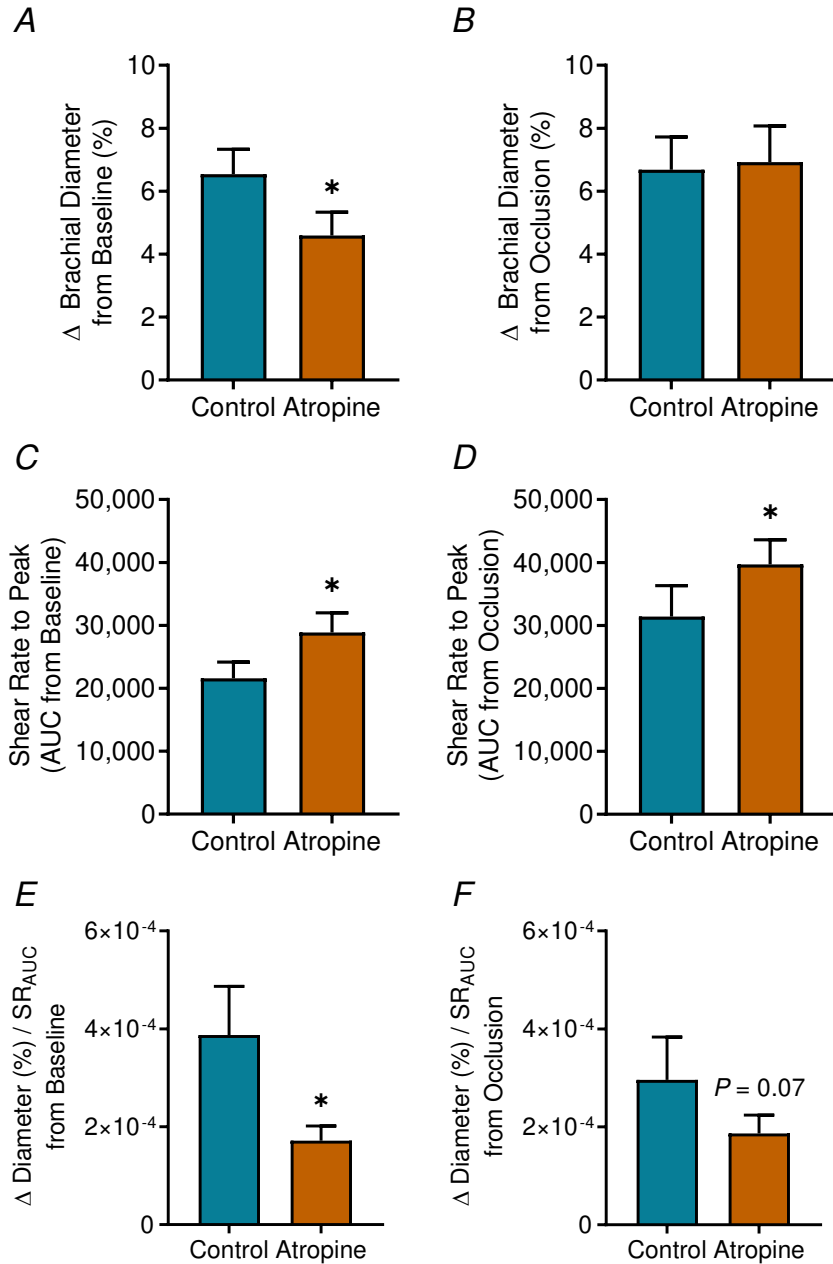 A
Δ Brachial Diameter
from Baseline (%)
10
8
6
4
2
0
*
Control Atropine
B
Δ Brachial Diameter
from Occlusion (%)
10
8
6
4
2
0
Control Atropine
C
Shear Rate to Peak
(AUC from Baseline)
50,000
40,000
30,000
20,000
10,000
0
*
Control Atropine
D
Shear Rate to Peak
(AUC from Occlusion)
50,000
40,000
30,000
20,000
10,000
0
*
Control Atropine
E
Δ Diameter (%) / SR_AUC
from Baseline
6×10⁻⁴
4×10⁻⁴
2×10⁻⁴
0
*
Control Atropine
F
Δ Diameter (%) / SR_AUC
from Occlusion
6×10⁻⁴
4×10⁻⁴
2×10⁻⁴
0
P = 0.07
Control Atropine